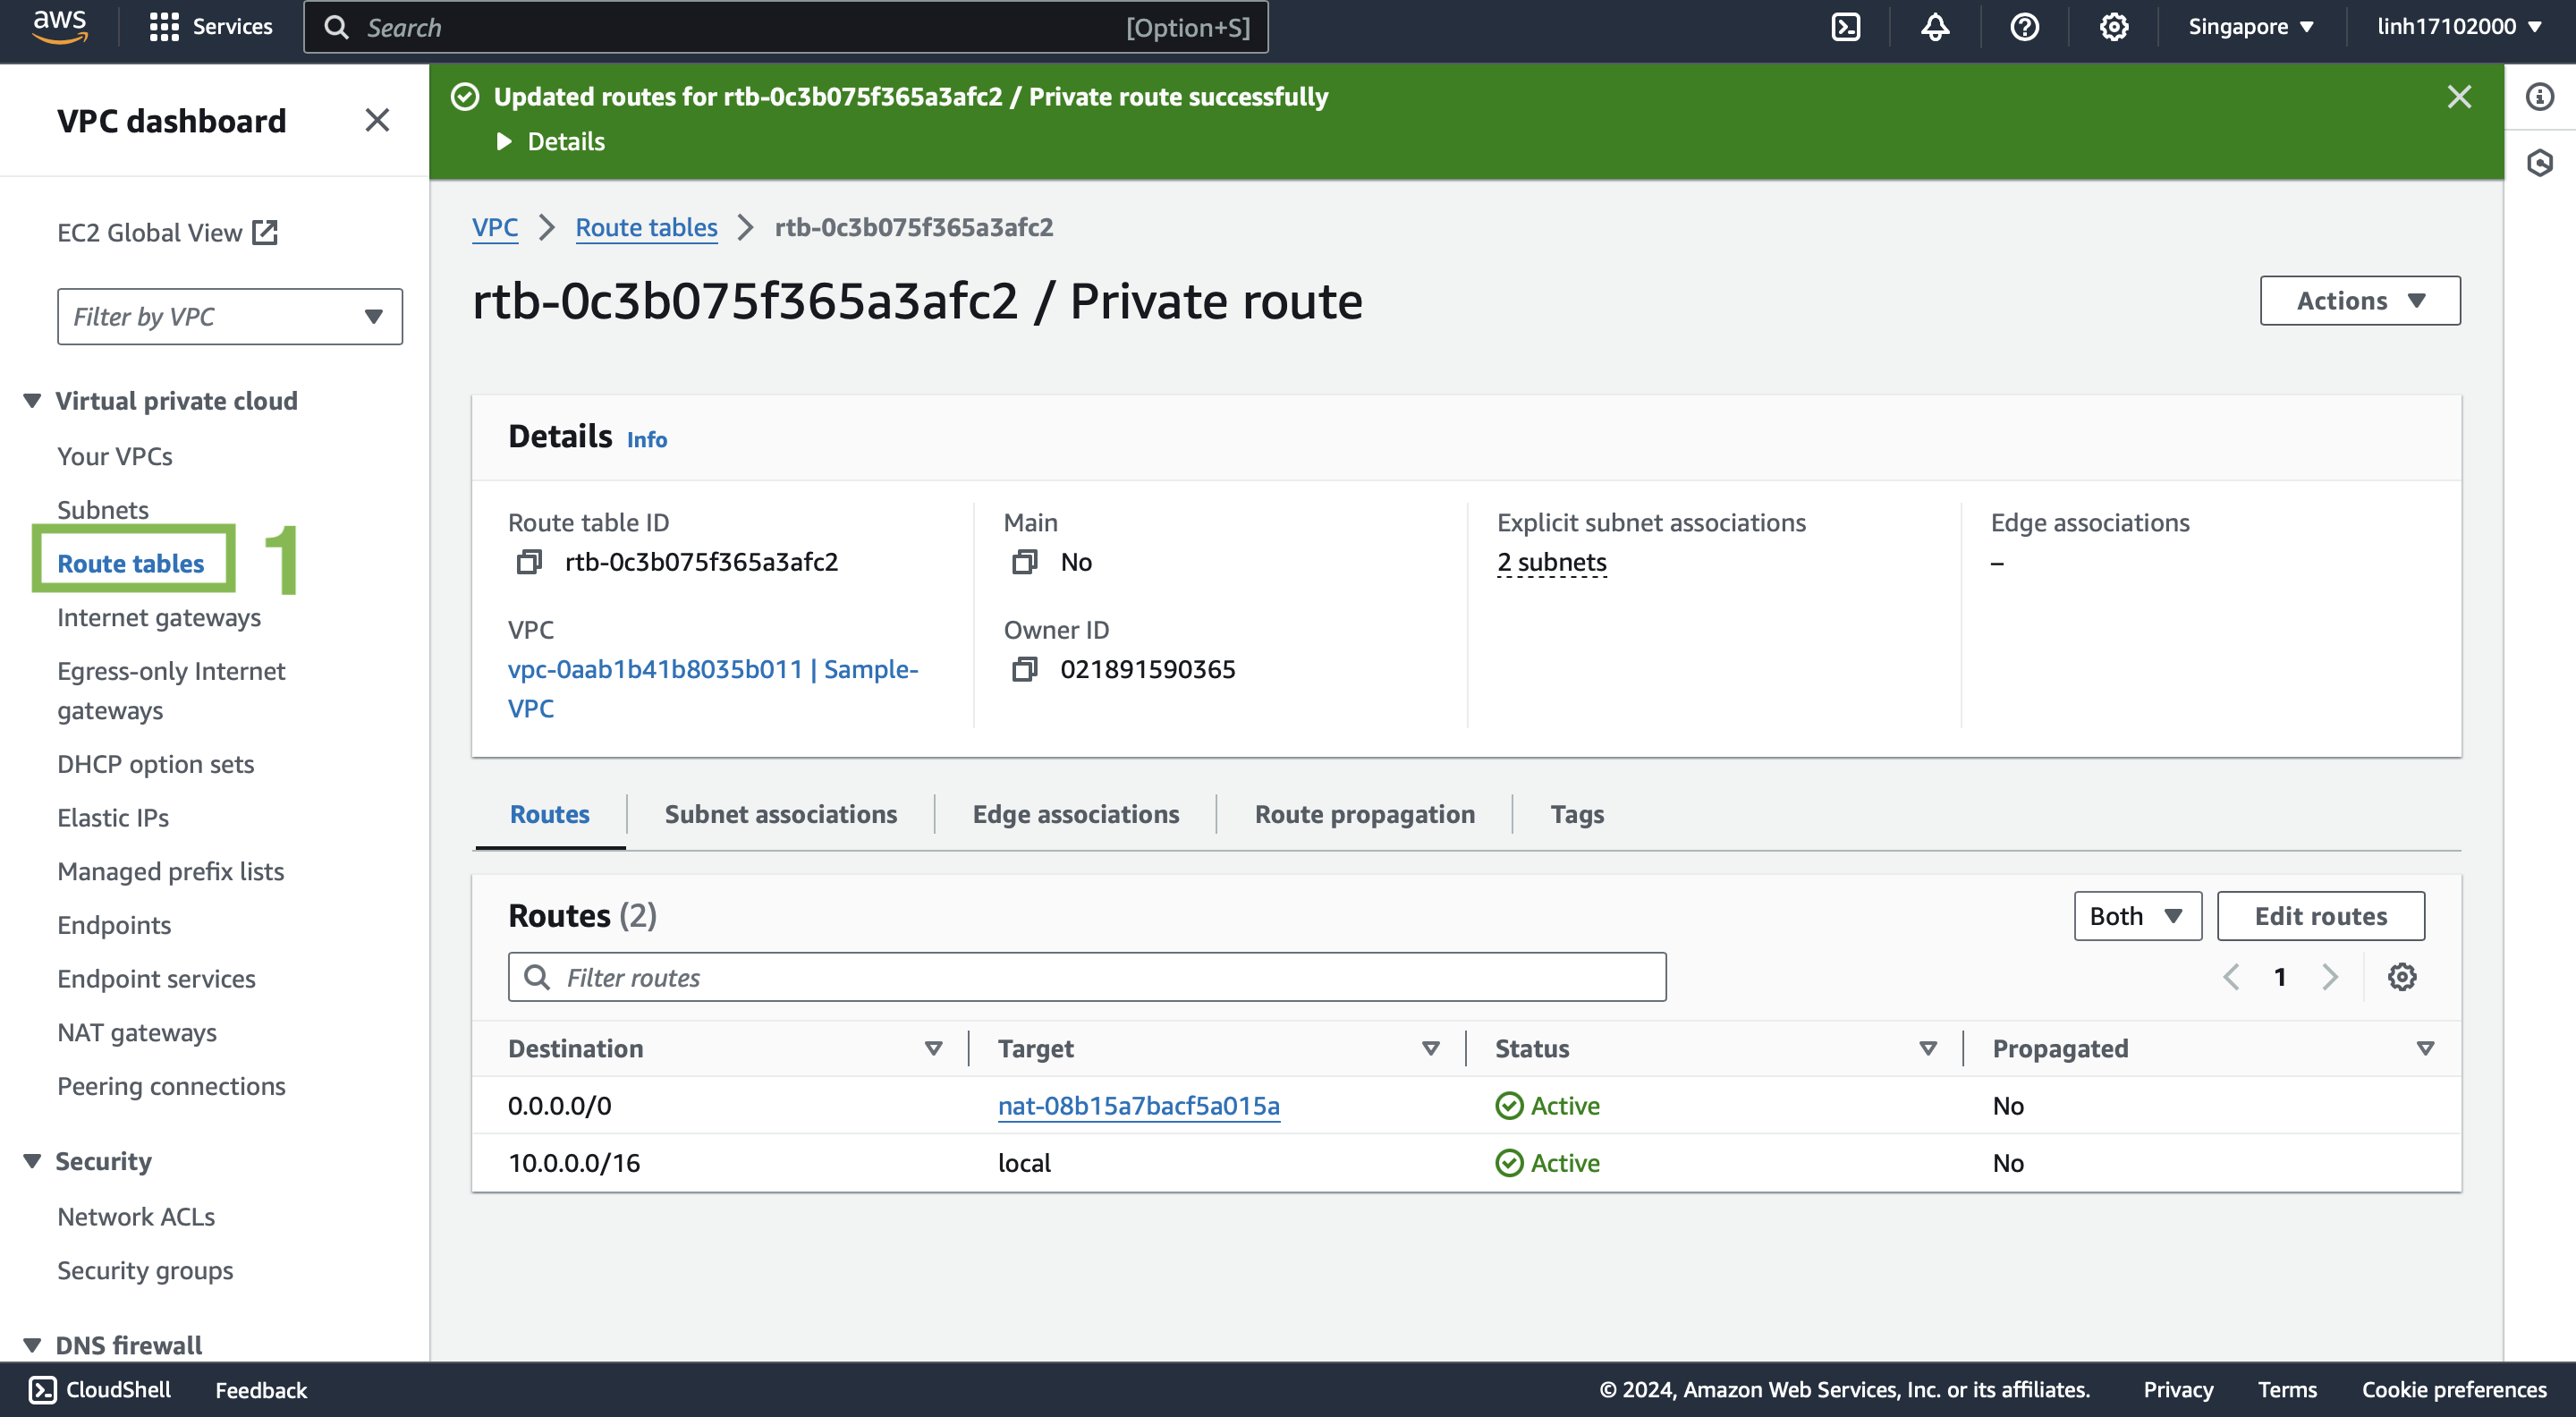 aws
Services
Search [Option+S]
Singapore
linh17102000
VPC dashboard
EC2 Global View
Filter by VPC
Virtual private cloud
Your VPCs
Subnets
Route tables
1
Internet gateways
Egress-only Internet
gateways
DHCP option sets
Elastic IPs
Managed prefix lists
Endpoints
Endpoint services
NAT gateways
Peering connections
Security
Network ACLs
Security groups
DNS firewall
Updated routes for rtb-0c3b075f365a3afc2 / Private route successfully
Details
VPC
Route tables
rtb-0c3b075f365a3afc2
rtb-0c3b075f365a3afc2 / Private route
Actions
Details Info
Route table ID
rtb-0c3b075f365a3afc2
Main
No
Explicit subnet associations
2 subnets
Edge associations
–
VPC
vpc-0aab1b41b8035b011 | Sample-
VPC
Owner ID
021891590365
Routes
Subnet associations
Edge associations
Route propagation
Tags
Routes (2)
Both
Edit routes
Filter routes
1
Destination Target Status Propagated
0.0.0.0/0 nat-08b15a7bacf5a015a Active No
10.0.0.0/16 local Active No
CloudShell
Feedback
© 2024, Amazon Web Services, Inc. or its affiliates.
Privacy
Terms
Cookie preferences